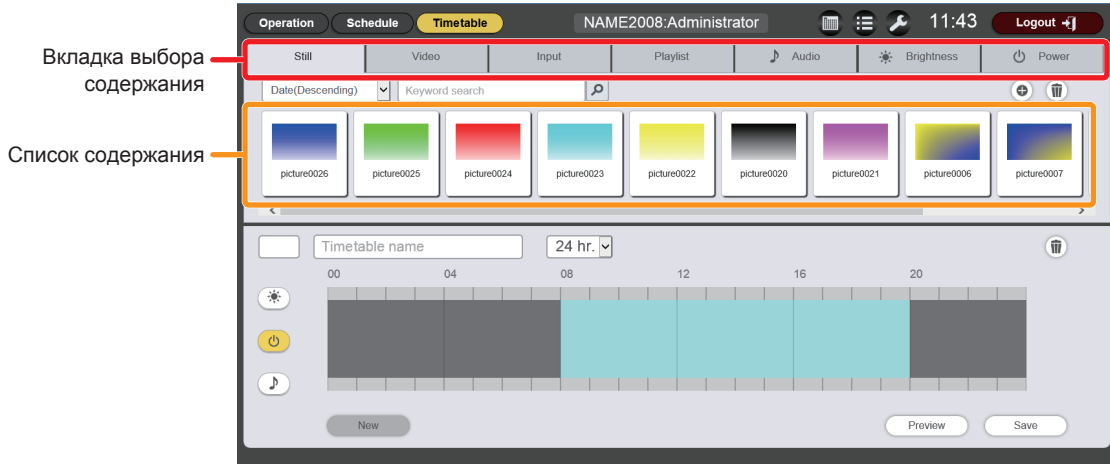 Operation Schedule Timetable NAME2008:Administrator 11:43 Logout
Вкладка выбора
содержания
Still Video Input Playlist Audio Brightness Power
Date(Descending) Keyword search
Список содержания
picture0026 picture0025 picture0024 picture0023 picture0022 picture0020 picture0021 picture0006 picture0007
Timetable name 24 hr.
00 04 08 12 16 20
New Preview Save